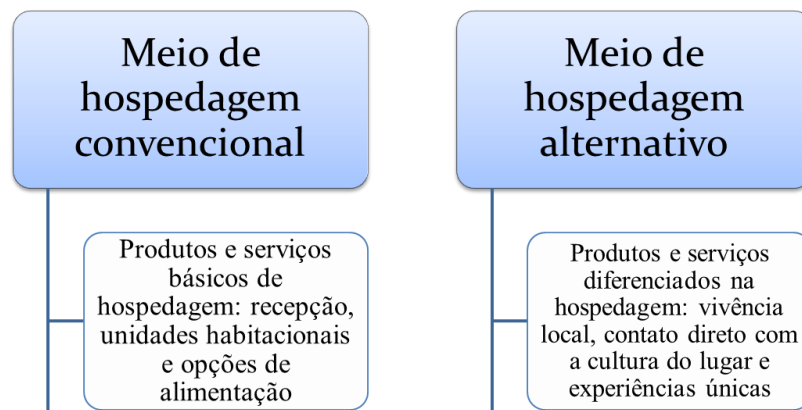 Meio de
hospedagem
convencional
Produtos e serviços
básicos de
hospedagem: recepção,
unidades habitacionais
e opções de
alimentação
Meio de
hospedagem
alternativo
Produtos e serviços
diferenciados na
hospedagem: vivência
local, contato direto com
a cultura do lugar e
experiências únicas